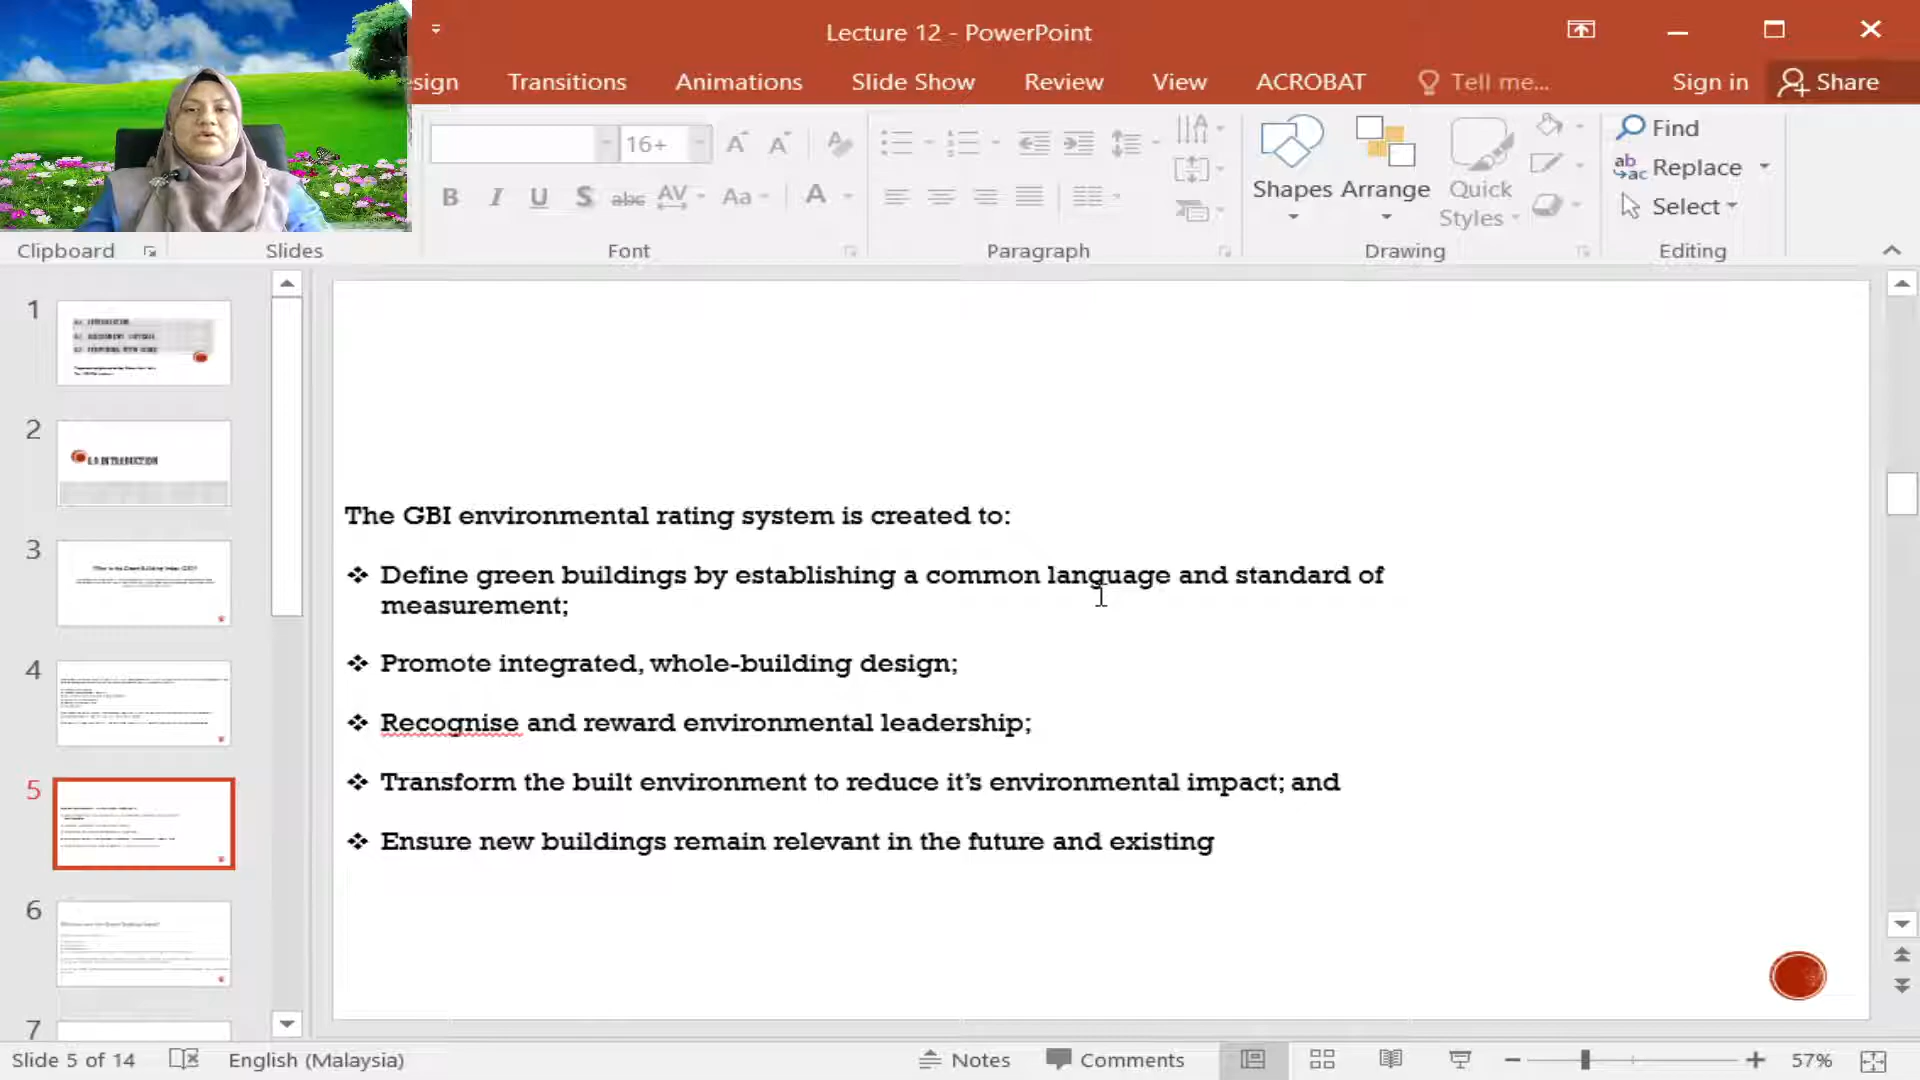 Lecture 12 - PowerPoint
esign Transitions Animations Slide Show Review View ACROBAT Tell me... Sign in Share
16+
Find
Replace
Select
B I U S abc AV Aa A
Shapes Arrange Quick Styles
Clipboard Slides Font Paragraph Drawing Editing
1
2
3
4
5
6
7
The GBI environmental rating system is created to:
❖ Define green buildings by establishing a common language and standard of
measurement;
❖ Promote integrated, whole-building design;
❖ Recognise and reward environmental leadership;
❖ Transform the built environment to reduce it’s environmental impact; and
❖ Ensure new buildings remain relevant in the future and existing
Slide 5 of 14 English (Malaysia) Notes Comments 57%